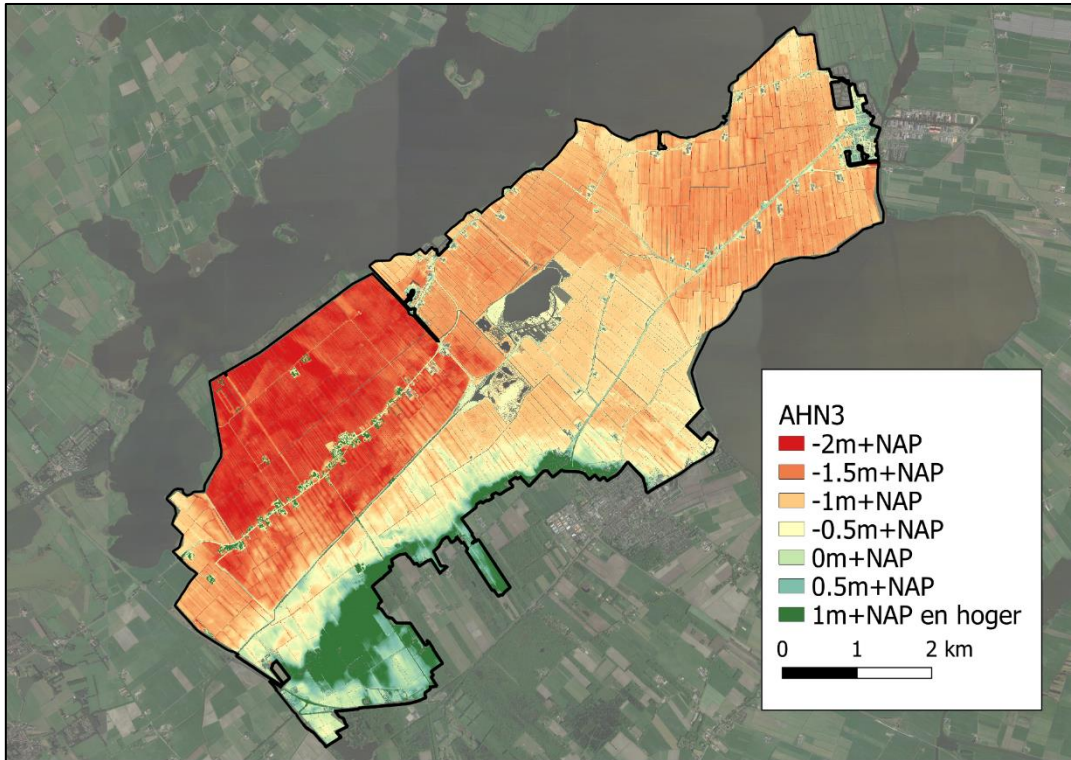 AHN3
-2m+NAP
-1.5m+NAP
-1m+NAP
-0.5m+NAP
0m+NAP
0.5m+NAP
1m+NAP en hoger
0 1 2 km